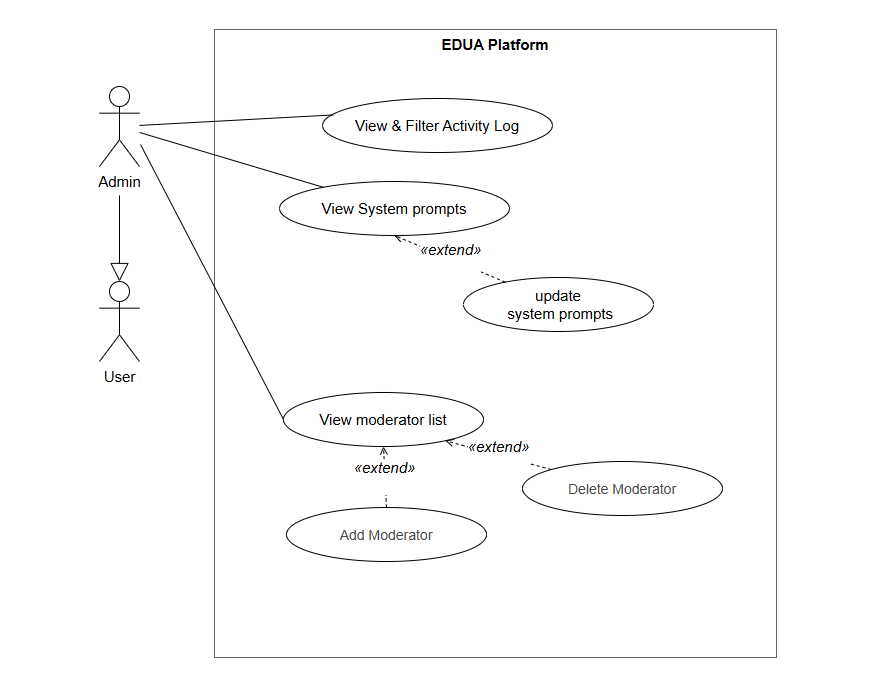 EDUA Platform
View & Filter Activity Log
Admin
View System prompts
«extend»
update
system prompts
User
View moderator list
«extend»
«extend»
Delete Moderator
Add Moderator